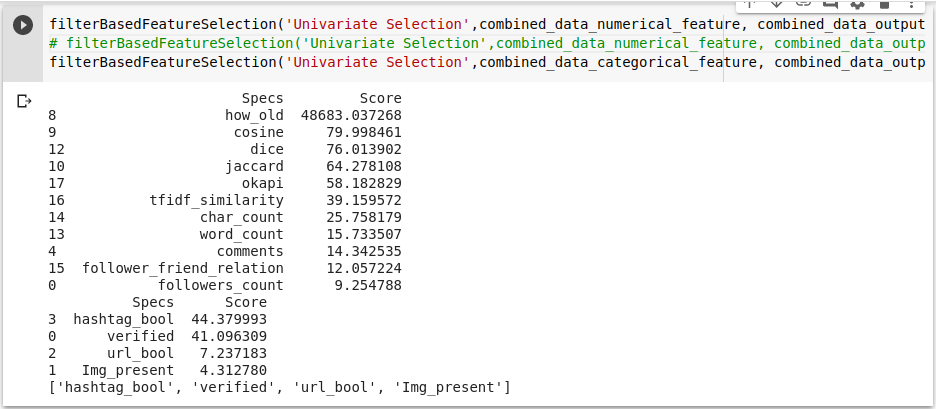 filterBasedFeatureSelection('Univariate Selection',combined_data_numerical_feature, combined_data_output
# filterBasedFeatureSelection('Univariate Selection',combined_data_numerical_feature, combined_data_outp
filterBasedFeatureSelection('Univariate Selection',combined_data_categorical_feature, combined_data_outp
Specs Score
8 how_old 48683.037268
9 cosine 79.998461
12 dice 76.013902
10 jaccard 64.278108
17 okapi 58.182829
16 tfidf_similarity 39.159572
14 char_count 25.758179
13 word_count 15.733507
4 comments 14.342535
15 follower_friend_relation 12.057224
0 followers_count 9.254788
Specs Score
3 hashtag_bool 44.379993
0 verified 41.096309
2 url_bool 7.237183
1 Img_present 4.312780
['hashtag_bool', 'verified', 'url_bool', 'Img_present']